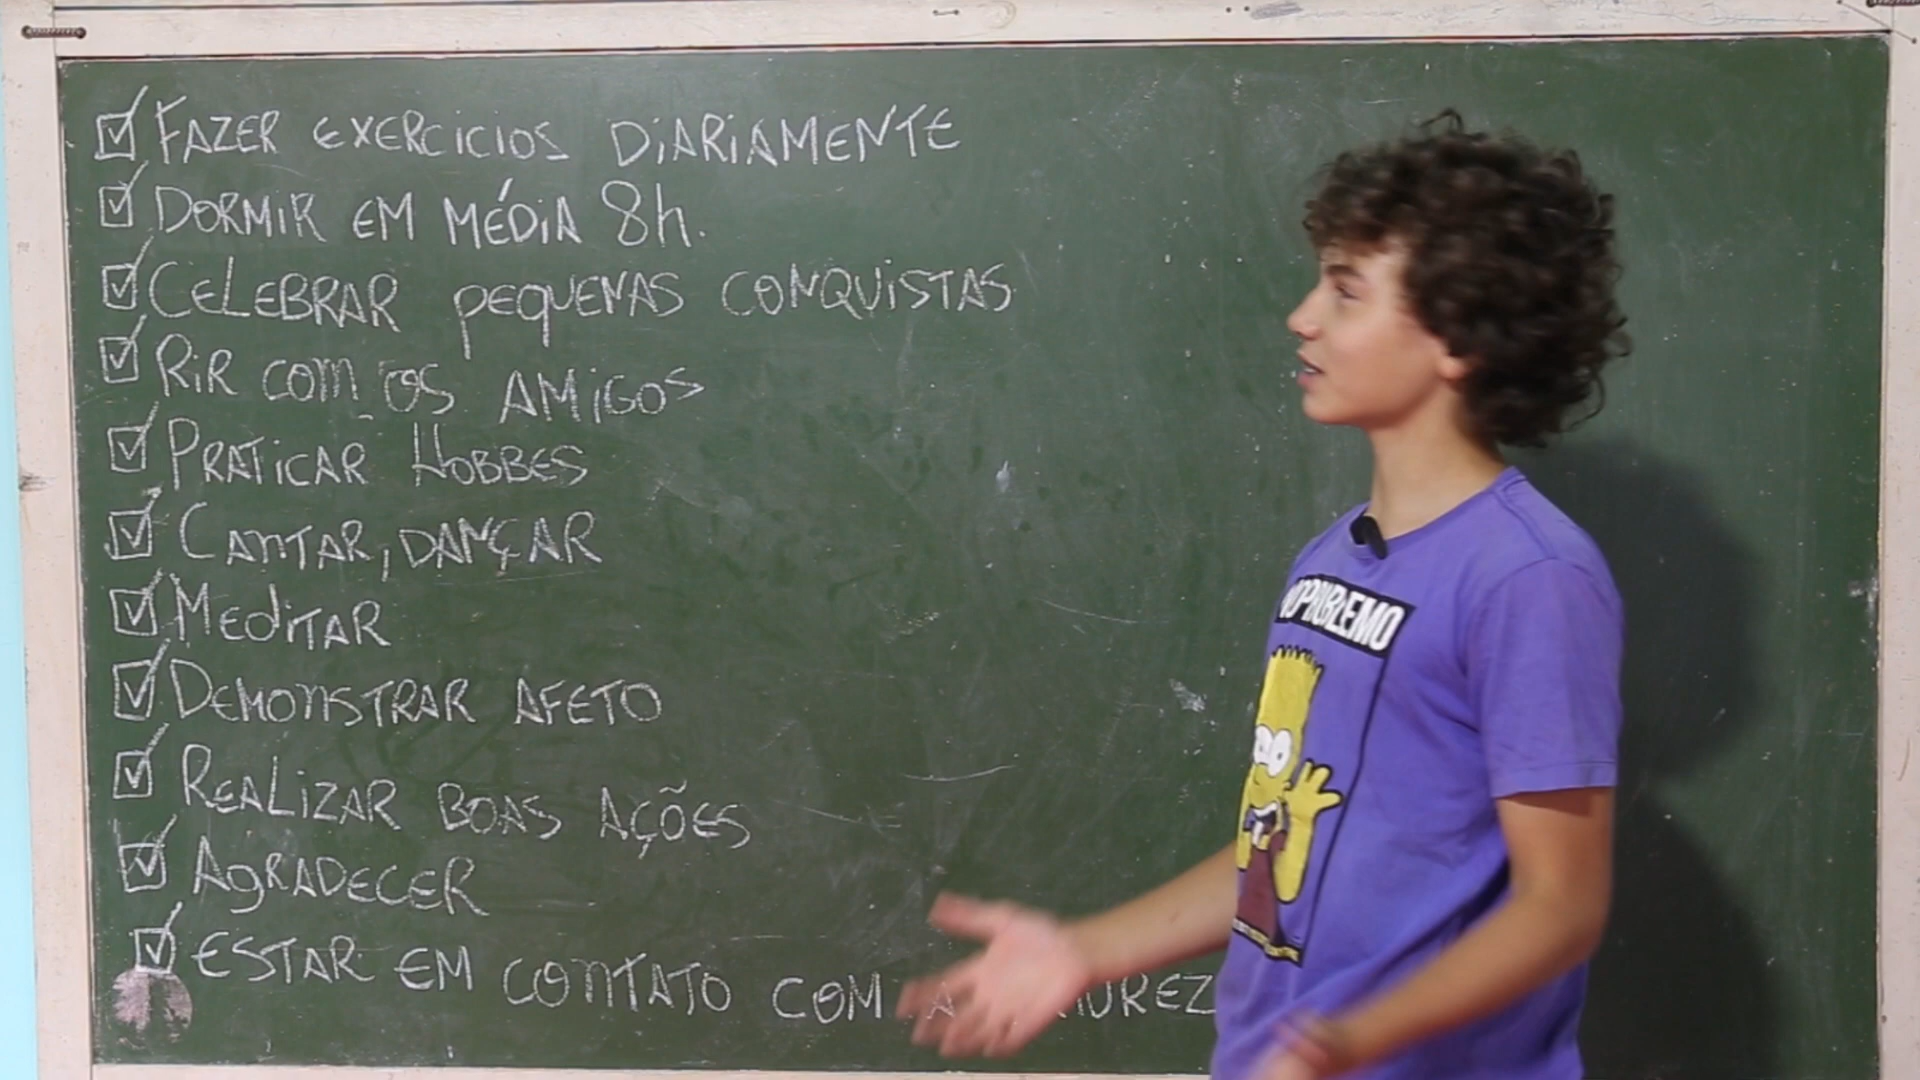 FAZER EXERCICIOS DIARIAMENTE
DORMIR EM MÉDIA 8h.
CELEBRAR PEQUENAS CONQUISTAS
RIR COM OS AMIGOS
PRATICAR HOBBES
CANTAR, DANÇAR
MEDITAR
DEMONSTRAR AFETO
REALIZAR BOAS AÇÕES
AGRADECER
ESTAR EM CONTATO COM A
NOPROBLEMO